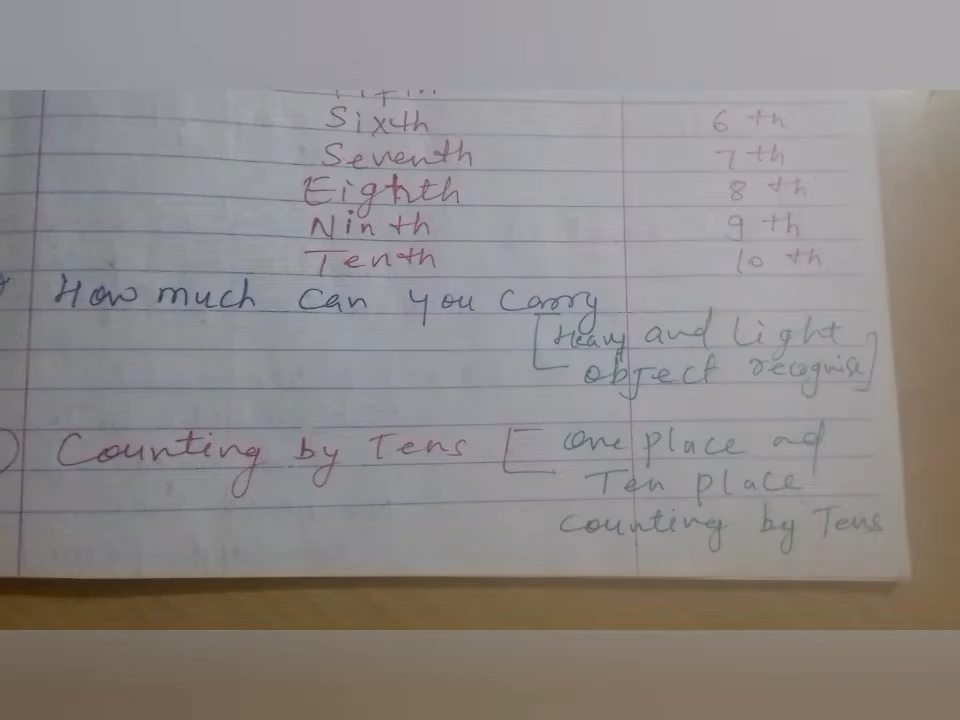 Sixth 6 th
Seventh 7 th
Eighth 8 th
Ninth 9 th
Tenth 10 th
How much can you carry
[Heavy and Light
object recognise]
Counting by Tens [ One place and
Ten place
counting by Tens